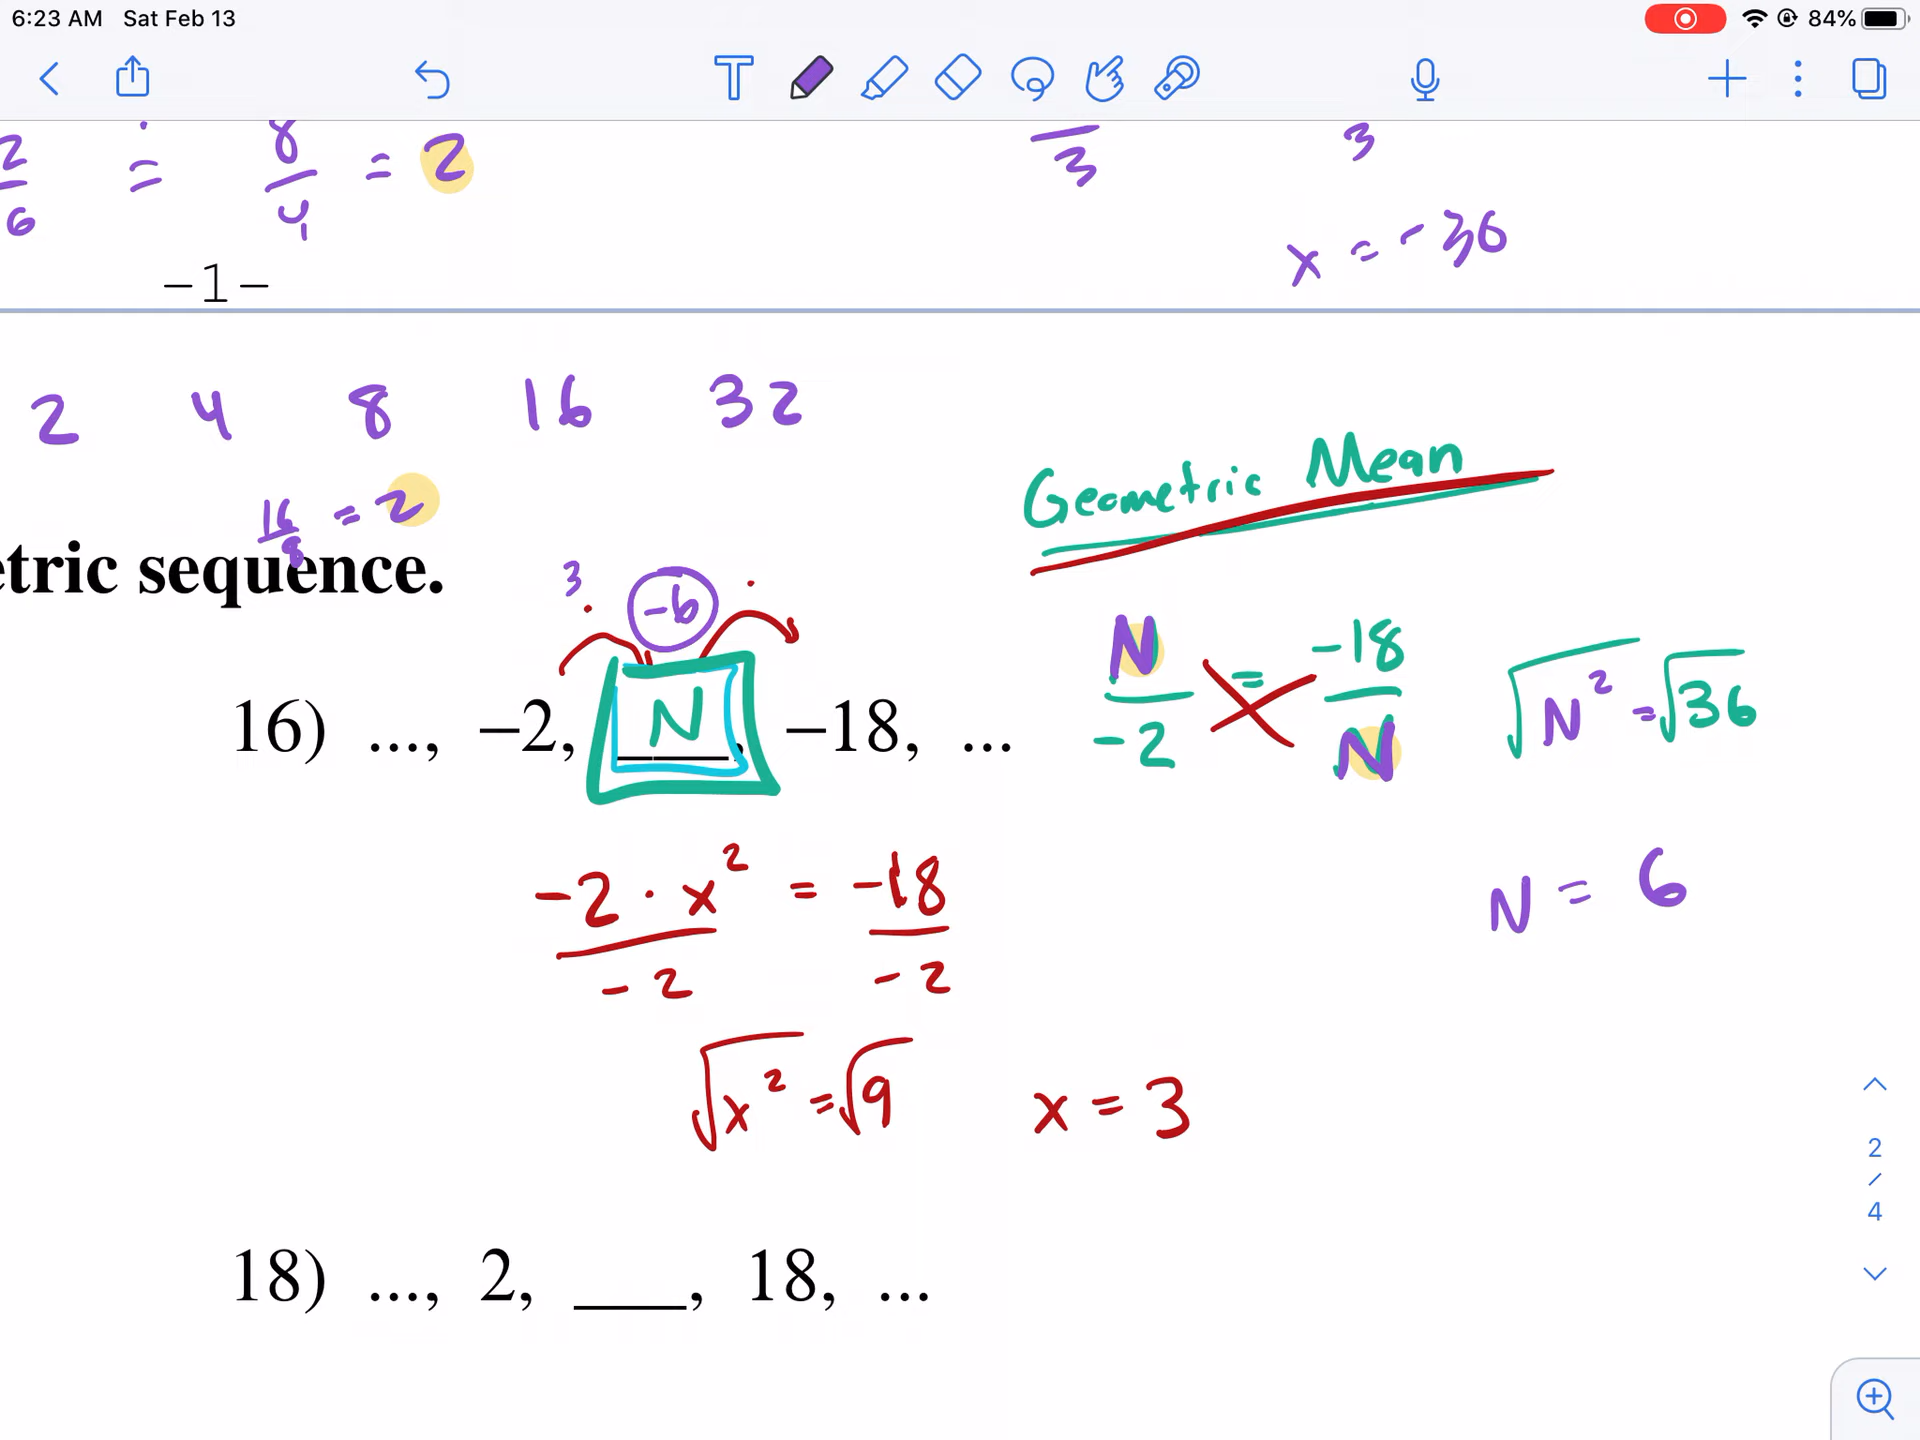 6:23 AM Sat Feb 13 84%
T
2/6 = 8/4 = 2
3 3
x = -36
-1-
2 4 8 16 32
Geometric Mean
16/8 = 2
etric sequence.
3 · -6 ·
16) ..., −2, N, −18, ...
N/-2 = -18/N
√N² = √36
-2 · x² = -18
-2 -2
N = 6
√x² = √9 x = 3
2
/
4
18) ..., 2, ___, 18, ...